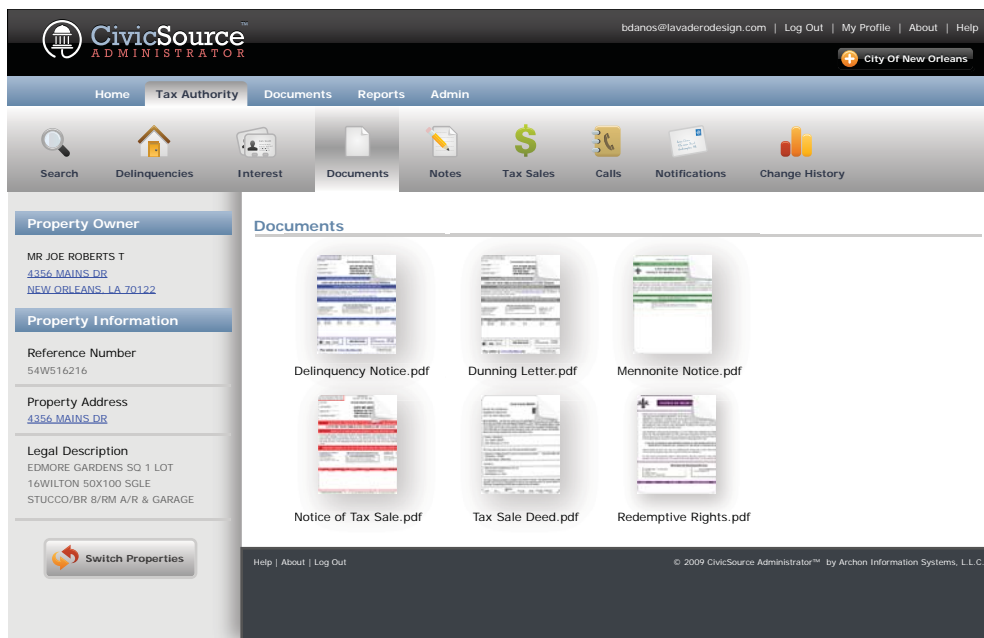 CivicSource™
ADMINISTRATOR
bdanos@lavaderodesign.com | Log Out | My Profile | About | Help
City Of New Orleans
Home Tax Authority Documents Reports Admin
Search Delinquencies Interest Documents Notes Tax Sales Calls Notifications Change History
Property Owner
MR JOE ROBERTS T
4356 MAINS DR
NEW ORLEANS, LA 70122
Property Information
Reference Number
54W516216
Property Address
4356 MAINS DR
Legal Description
EDMORE GARDENS SQ 1 LOT
16WILTON 50X100 SGLE
STUCCO/BR 8/RM A/R & GARAGE
Switch Properties
Documents
Delinquency Notice.pdf Dunning Letter.pdf Mennonite Notice.pdf
Notice of Tax Sale.pdf Tax Sale Deed.pdf Redemptive Rights.pdf
Help | About | Log Out
© 2009 CivicSource Administrator™ by Archon Information Systems, L.L.C.